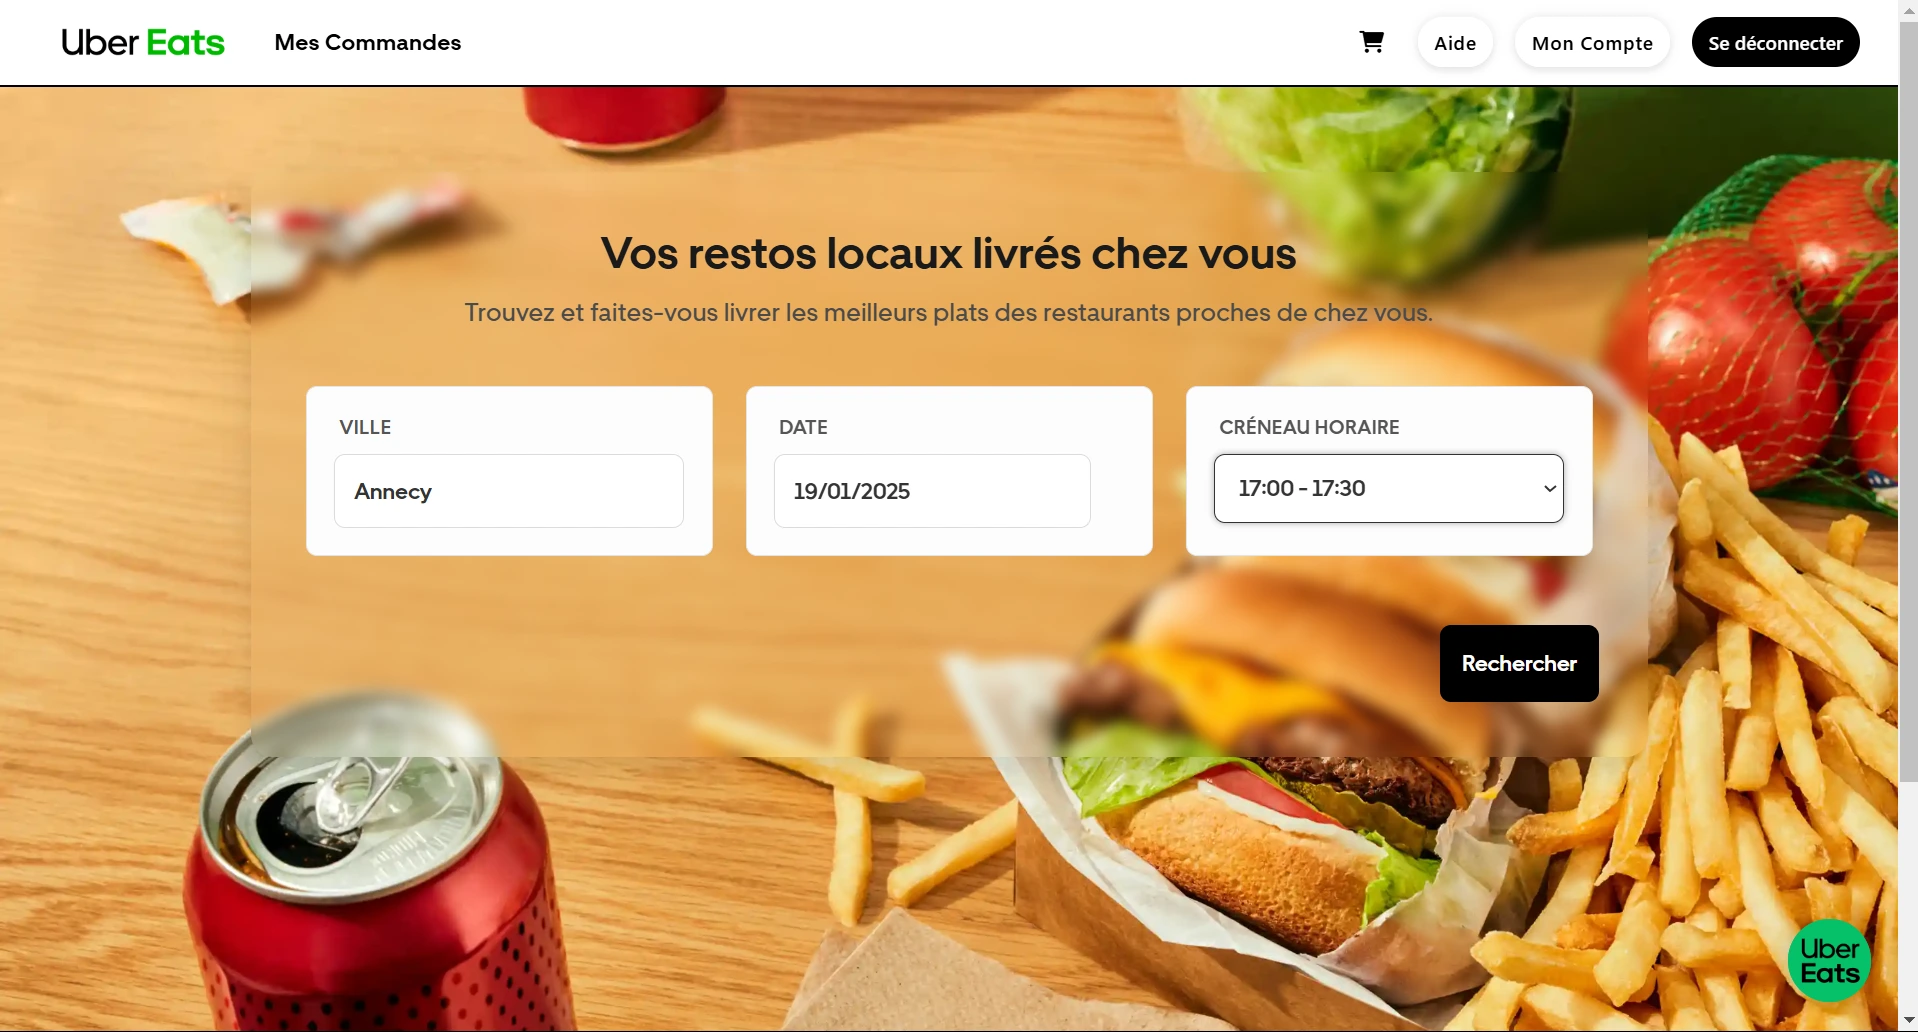 Uber Eats
Mes Commandes
Aide
Mon Compte
Se déconnecter
Vos restos locaux livrés chez vous
Trouvez et faites-vous livrer les meilleurs plats des restaurants proches de chez vous.
VILLE
DATE
CRÉNEAU HORAIRE
Annecy
19/01/2025
17:00 - 17:30
Rechercher
Uber
Eats